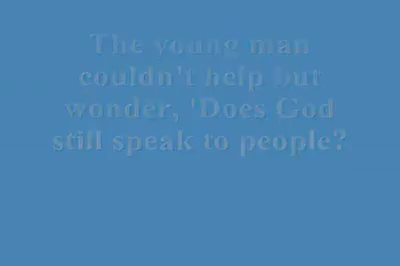 The young man
couldn't help but
wonder, 'Does God
still speak to people?